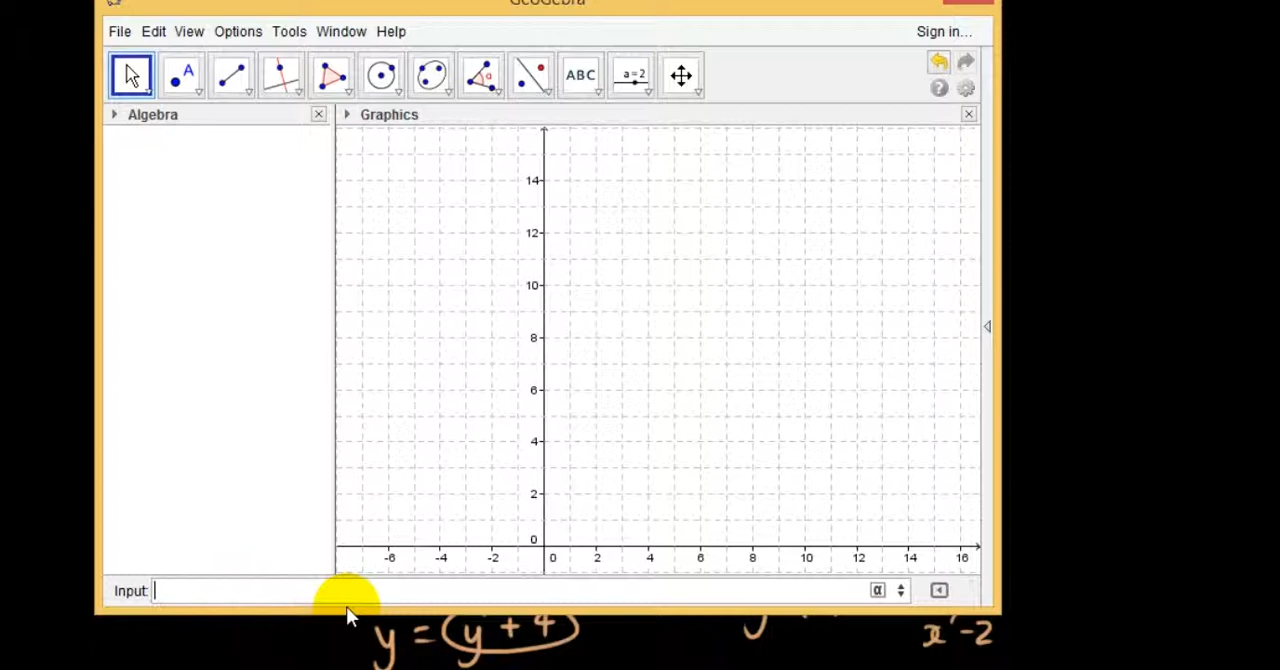 GeoGebra
File Edit View Options Tools Window Help Sign in...
A ABC a=2
Algebra Graphics
14
12
10
8
6
4
2
0
-6 -4 -2 0 2 4 6 8 10 12 14 16
Input: α
y = y' + 4
x'-2